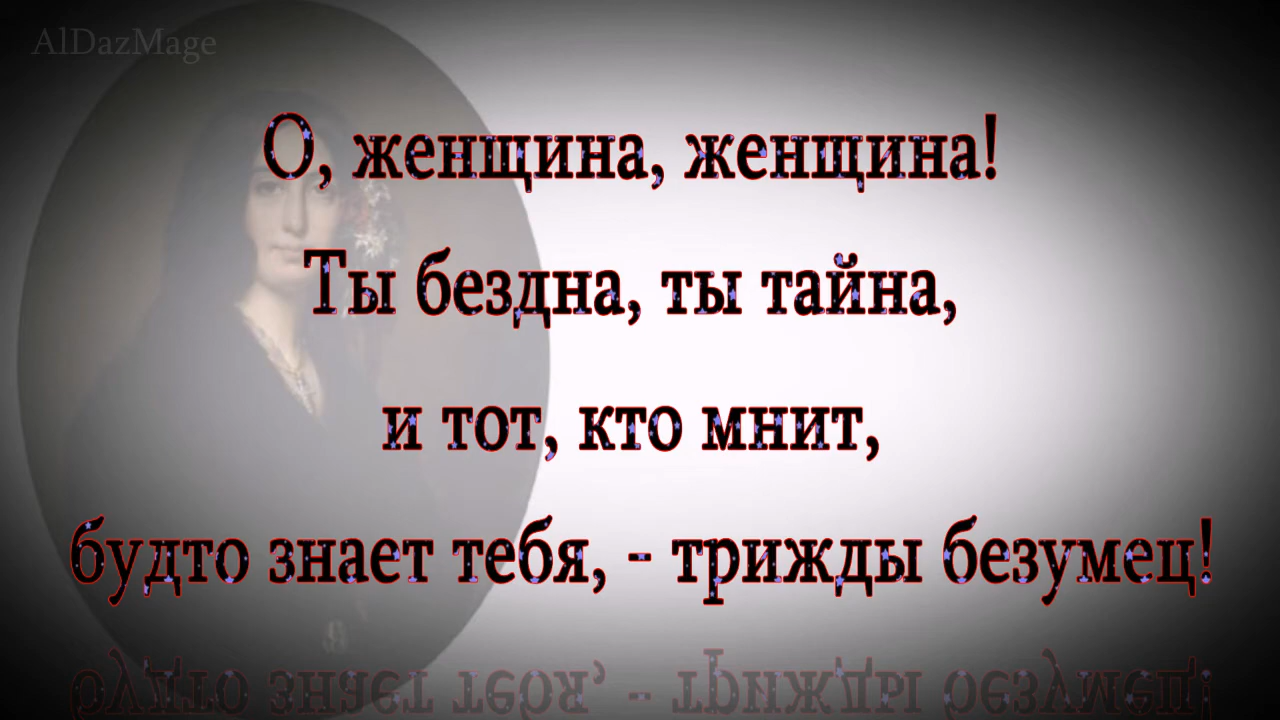 AlDazMage
О, женщина, женщина!
Ты бездна, ты тайна,
и тот, кто мнит,
будто знает тебя, - трижды безумец!